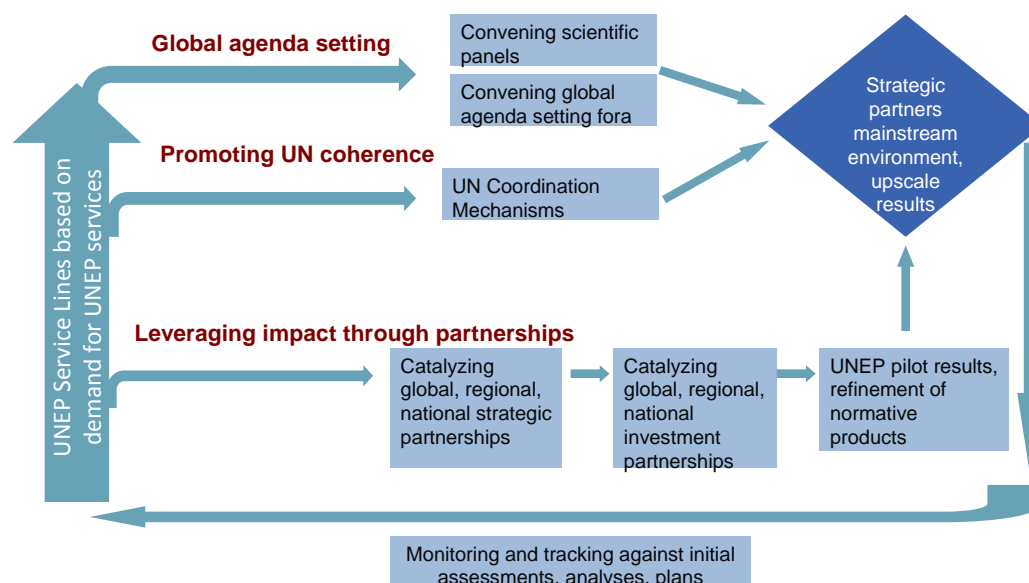 Global agenda setting
Convening scientific
panels
Convening global
agenda setting fora
Strategic
partners
mainstream
environment,
upscale
results
Promoting UN coherence
UN Coordination
Mechanisms
UNEP Service Lines based on
demand for UNEP services
Leveraging impact through partnerships
Catalyzing
global, regional,
national strategic
partnerships
Catalyzing
global, regional,
national
investment
partnerships
UNEP pilot results,
refinement of
normative
products
Monitoring and tracking against initial
assessments, analyses, plans